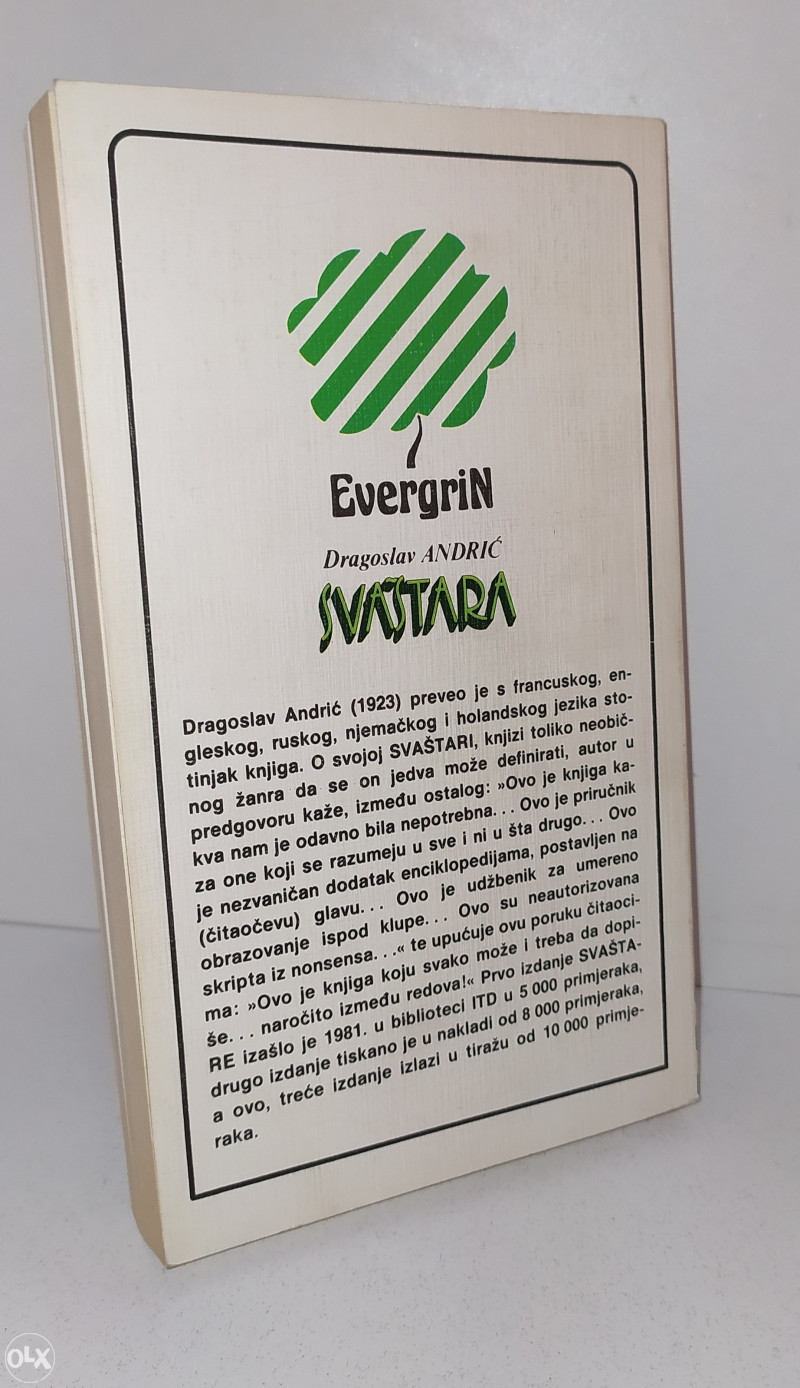 EvergriN
Dragoslav ANDRIĆ
SVAŠTARA
Dragoslav Andrić (1923) preveo je s francuskog, en-
gleskog, ruskog, njemačkog i holandskog jezika sto-
tinjak knjiga. O svojoj SVAŠTARI, knjizi toliko neobič-
nog žanra da se on jedva može definirati, autor u
predgovoru kaže, između ostalog: »Ovo je knjiga ka-
kva nam je odavno bila nepotrebna... Ovo je priručnik
za one koji se razumeju u sve i ni u šta drugo... Ovo
je nezvaničan dodatak enciklopedijama, postavljen na
(čitaočevu) glavu... Ovo je udžbenik za umereno
obrazovanje ispod klupe... Ovo su neautorizovana
skripta iz nonsensa...« te upućuje ovu poruku čitaoci-
ma: »Ovo je knjiga koju svako može i treba da dopi-
še... naročito između redova!« Prvo izdanje SVAŠTA-
RE izašlo je 1981. u biblioteci ITD u 5 000 primjeraka,
drugo izdanje tiskano je u nakladi od 8 000 primjeraka,
a ovo, treće izdanje izlazi u tiražu od 10 000 primje-
raka.
OLX